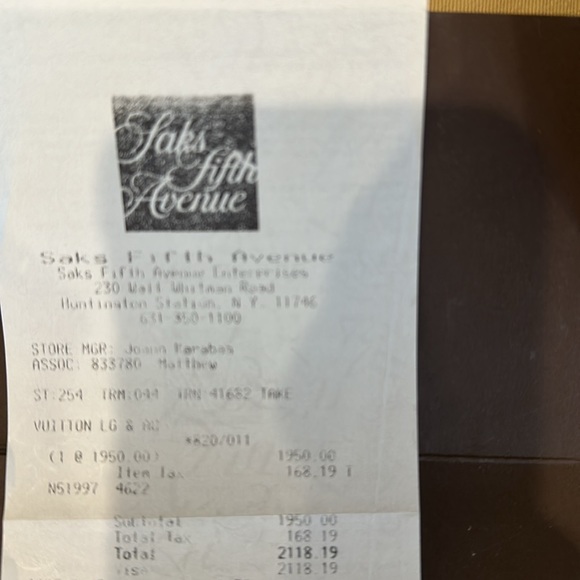 Saks
Fifth
Avenue
Saks Fifth Avenue
Saks Fifth Avenue Enterprises
230 Walt Whitman Road
Huntington Station, N.Y. 11746
631-350-1100
STORE MGR: Joann
ASSOC: 833780 Matthew
ST:254 TRM:044 TRN:41682 TAKE
VUITTON LG & AC
*820/011
(1 @ 1950.00) 1950.00
Item Tax 168.19 T
N51997 4622
Subtotal 1950.00
Total Tax 168.19
Total 2118.19
2118.19